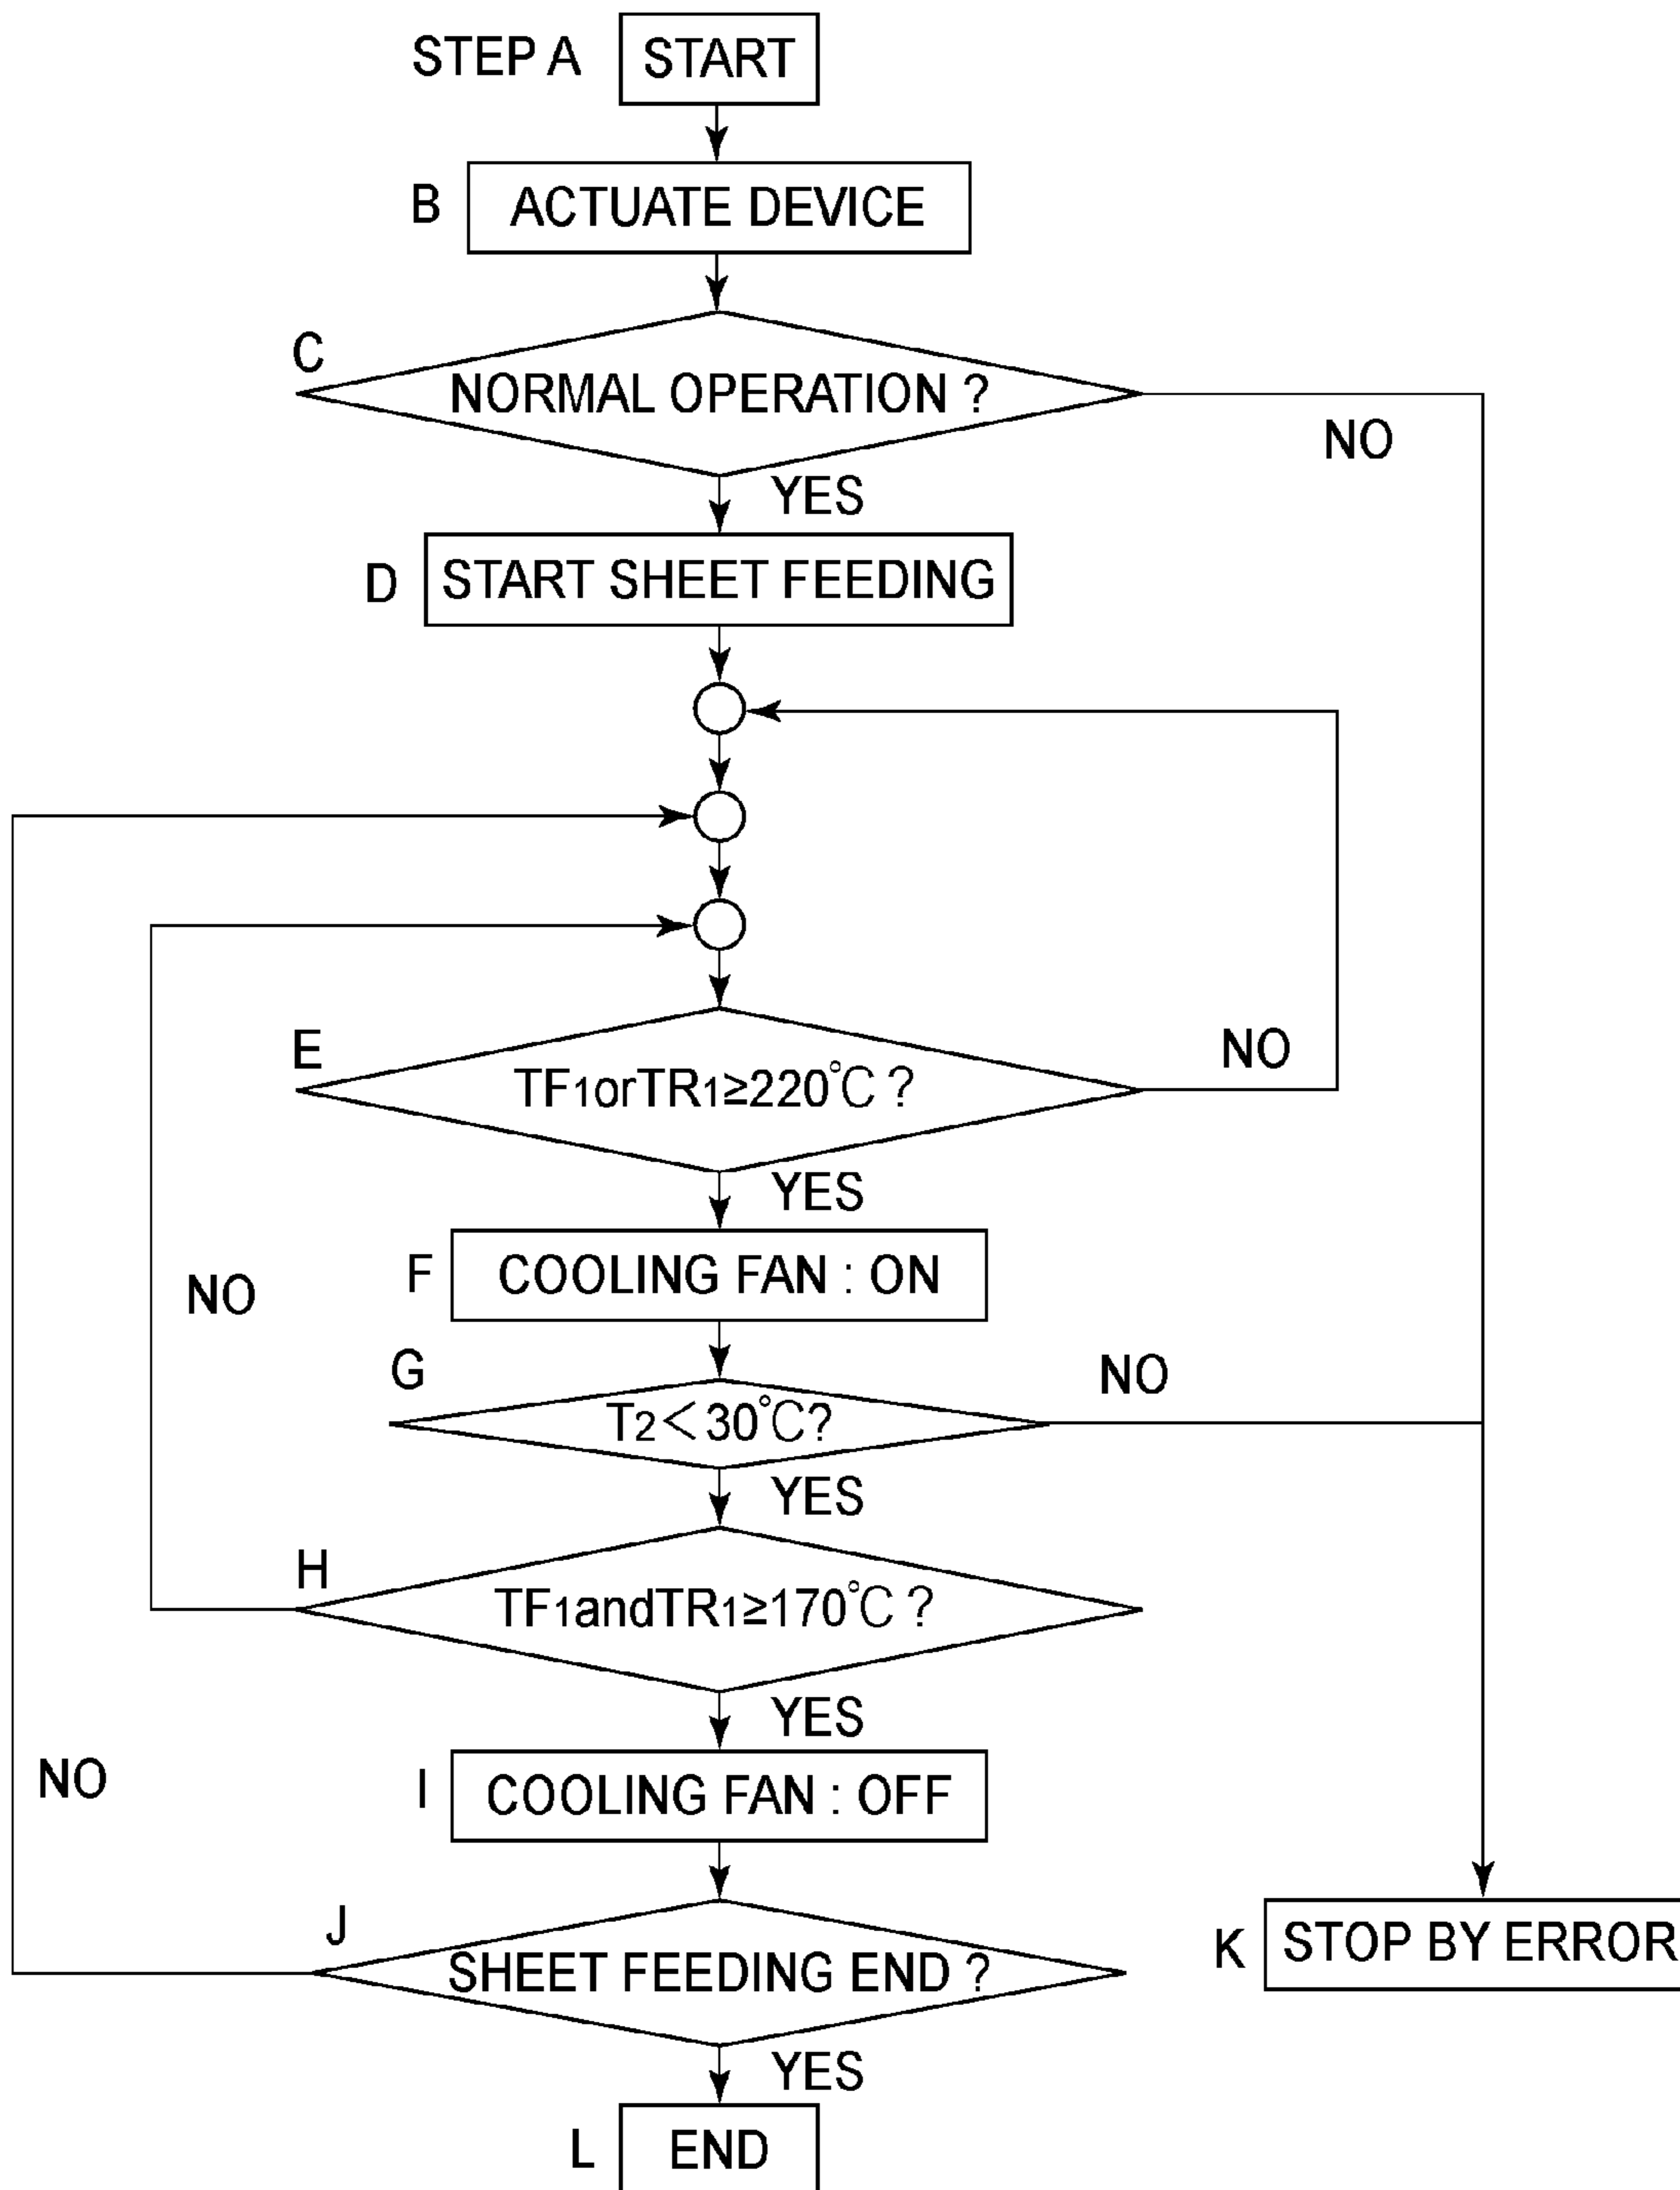 STEP A START
B ACTUATE DEVICE
C
NORMAL OPERATION ?
NO
YES
D START SHEET FEEDING
E NO
TF1orTR1≧220℃ ?
YES
F COOLING FAN : ON
NO
G NO
T2<30℃?
YES
H
TF1andTR1≧170℃ ?
YES
NO
I COOLING FAN : OFF
J
K STOP BY ERROR
SHEET FEEDING END ?
YES
L END